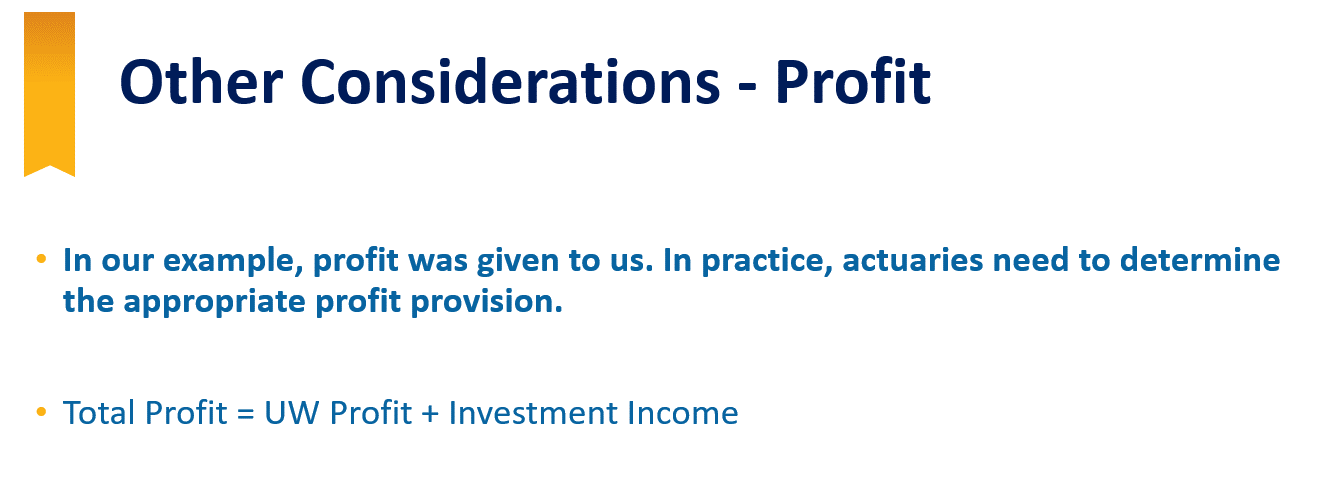 Other Considerations - Profit
• In our example, profit was given to us. In practice, actuaries need to determine
the appropriate profit provision.
• Total Profit = UW Profit + Investment Income